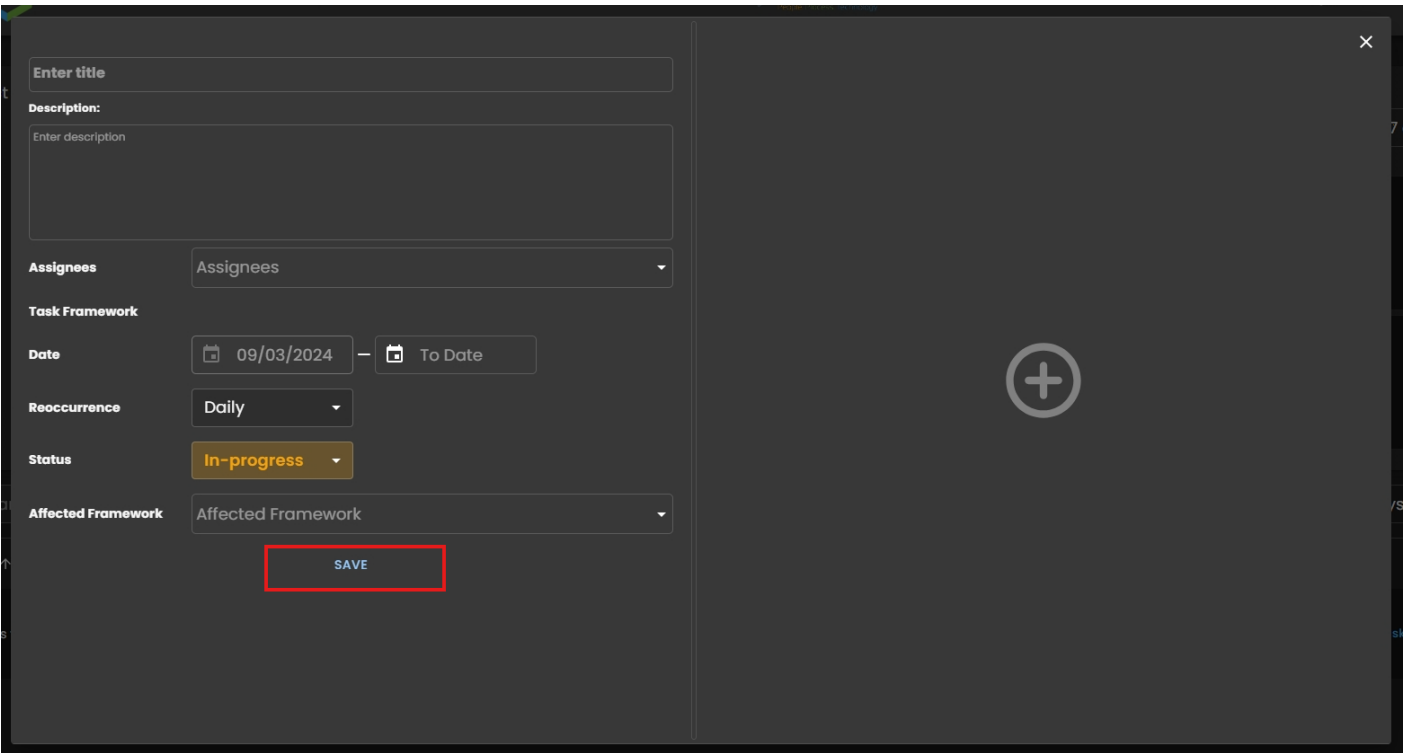 Enter title
Description:
Enter description
Assignees Assignees
Task Framework
Date 09/03/2024 — To Date
Reoccurrence Daily
Status In-progress
Affected Framework Affected Framework
SAVE